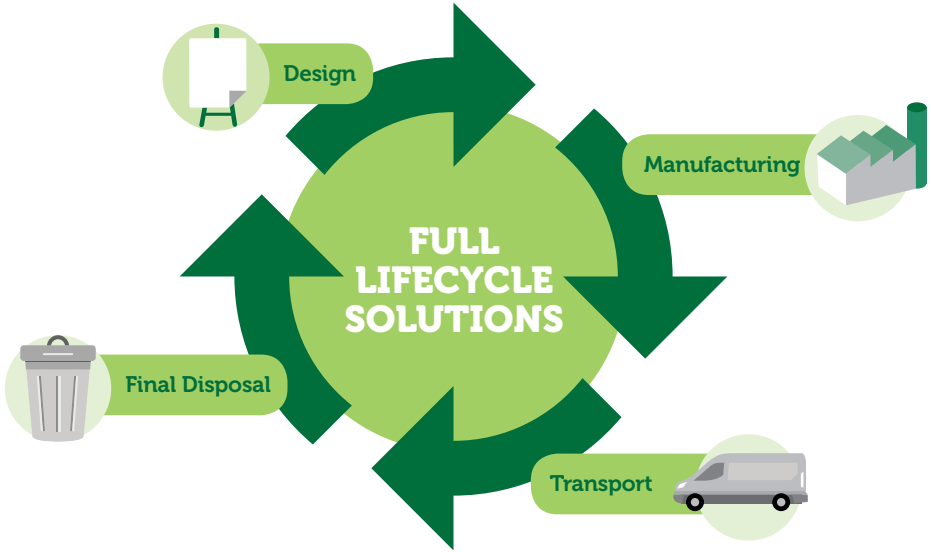 Design
Manufacturing
FULL
LIFECYCLE
SOLUTIONS
Final Disposal
Transport